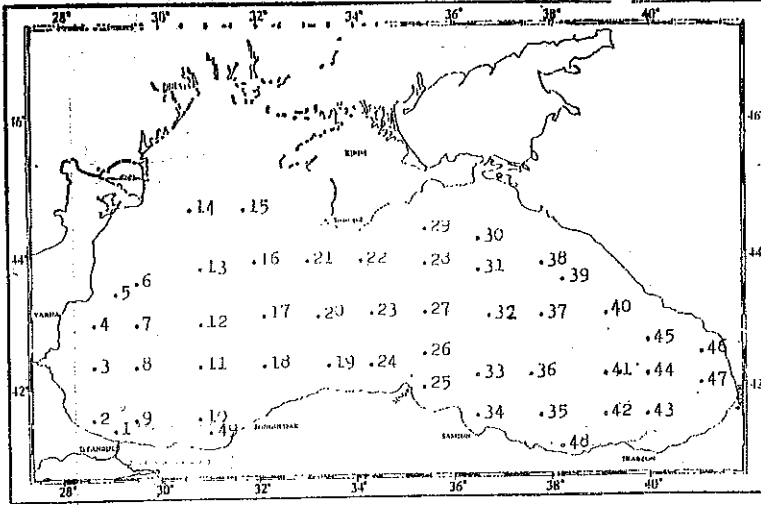 28° 30° 32° 34° 36° 38° 40°
46° 46°
KIRIM
.14 .15
.29
.30
44° .13 .16 .21 .22 .28 .31 .38 44°
.6
.5 .39
VARNA .4 .7 .12 .17 .20 .23 .27 .32 .37 .40
.26 .45 .46
.3 .8 .11 .18 .19 .24 .33 .36 .41 .44 .47
42° .25 42°
.2 .9 .10 .34 .35 .42 .43
.1 .49
ISTANBUL SAMSUN .48
TRABZON
28° 30° 32° 34° 36° 38° 40°